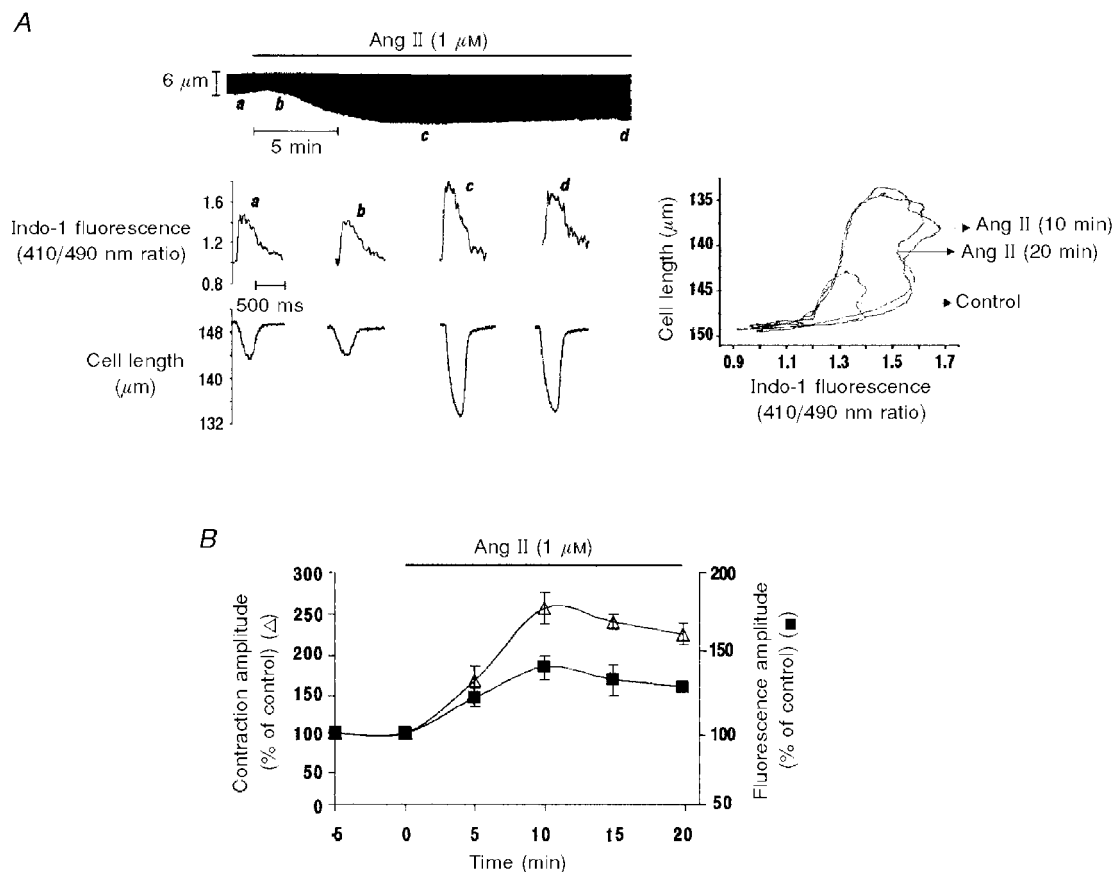 A
Ang II (1 μM)
6 μm
a
b
c
d
5 min
Indo-1 fluorescence
(410/490 nm ratio)
1.6
1.2
0.8
a
b
c
d
500 ms
Cell length
(μm)
148
140
132
Cell length (μm)
135
140
145
150
0.9
1.1
1.3
1.5
1.7
Indo-1 fluorescence
(410/490 nm ratio)
Ang II (10 min)
Ang II (20 min)
Control
B
Ang II (1 μM)
Contraction amplitude
(% of control) (△)
300
250
200
150
100
50
0
200
150
100
50
Fluorescence amplitude
(% of control) (■)
-5
0
5
10
15
20
Time (min)